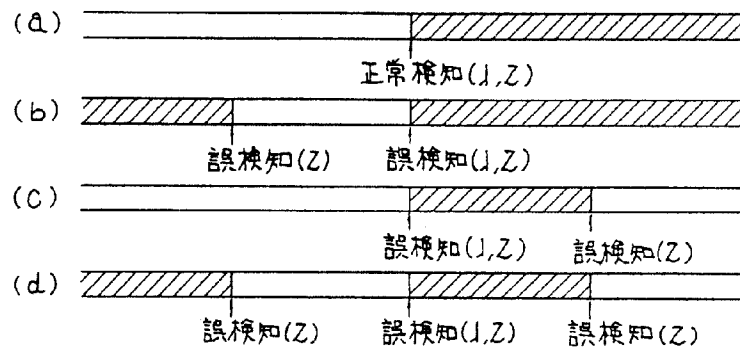 (a)
正常検知(1,2)
(b)
誤検知(2) 誤検知(1,2)
(c)
誤検知(1,2) 誤検知(2)
(d)
誤検知(2) 誤検知(1,2) 誤検知(2)